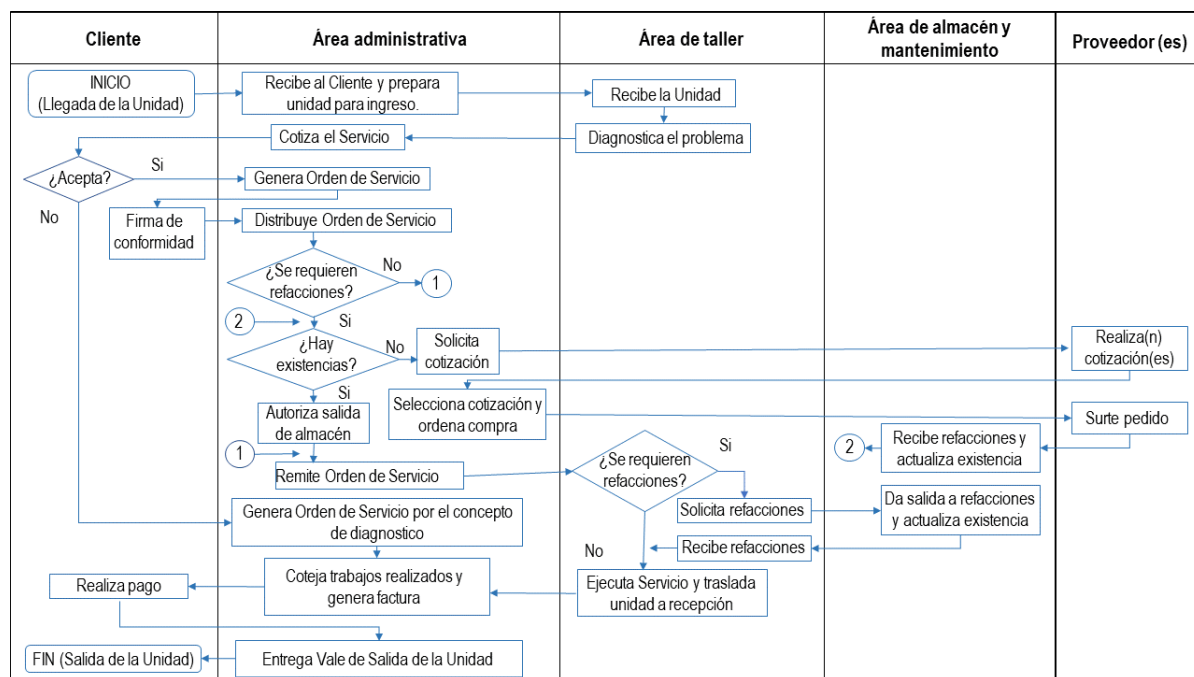 Cliente
Área administrativa
Área de taller
Área de almacén y
mantenimiento
Proveedor (es)
INICIO
(Llegada de la Unidad)
Recibe al Cliente y prepara
unidad para ingreso.
Recibe la Unidad
Cotiza el Servicio
Diagnostica el problema
¿Acepta?
Si
Genera Orden de Servicio
No
Firma de
conformidad
Distribuye Orden de Servicio
¿Se requieren
refacciones?
No
1
2
Si
¿Hay
existencias?
No
Solicita
cotización
Realiza(n)
cotización(es)
Si
Autoriza salida
de almacén
Selecciona cotización y
ordena compra
Surte pedido
1
Remite Orden de Servicio
¿Se requieren
refacciones?
Si
2
Recibe refacciones y
actualiza existencia
Solicita refacciones
Da salida a refacciones
y actualiza existencia
Genera Orden de Servicio por el concepto
de diagnostico
No
Recibe refacciones
Realiza pago
Coteja trabajos realizados y
genera factura
Ejecuta Servicio y traslada
unidad a recepción
FIN (Salida de la Unidad)
Entrega Vale de Salida de la Unidad